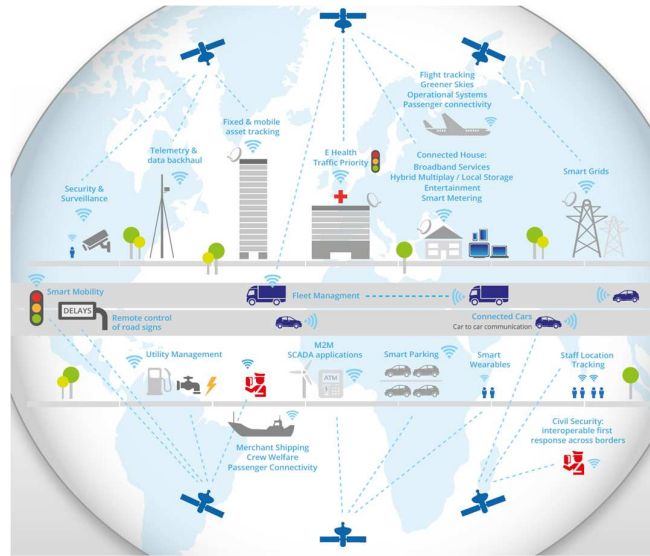 Flight tracking
Greener Skies
Operational Systems
Passenger connectivity
Fixed & mobile
asset tracking
Telemetry &
data backhaul
E Health
Traffic Priority
Connected House:
Broadband Services
Hybrid Multiplay / Local Storage
Entertainment
Smart Metering
Smart Grids
Security &
Surveillance
Smart Mobility
DELAYS
Remote control
of road signs
Fleet Managment
Connected Cars
Car to car communication
Utility Management
M2M
SCADA applications
ATM
Smart Parking
Smart
Wearables
Staff Location
Tracking
Merchant Shipping
Crew Welfare
Passenger Connectivity
Civil Security:
interoperable first
response across borders